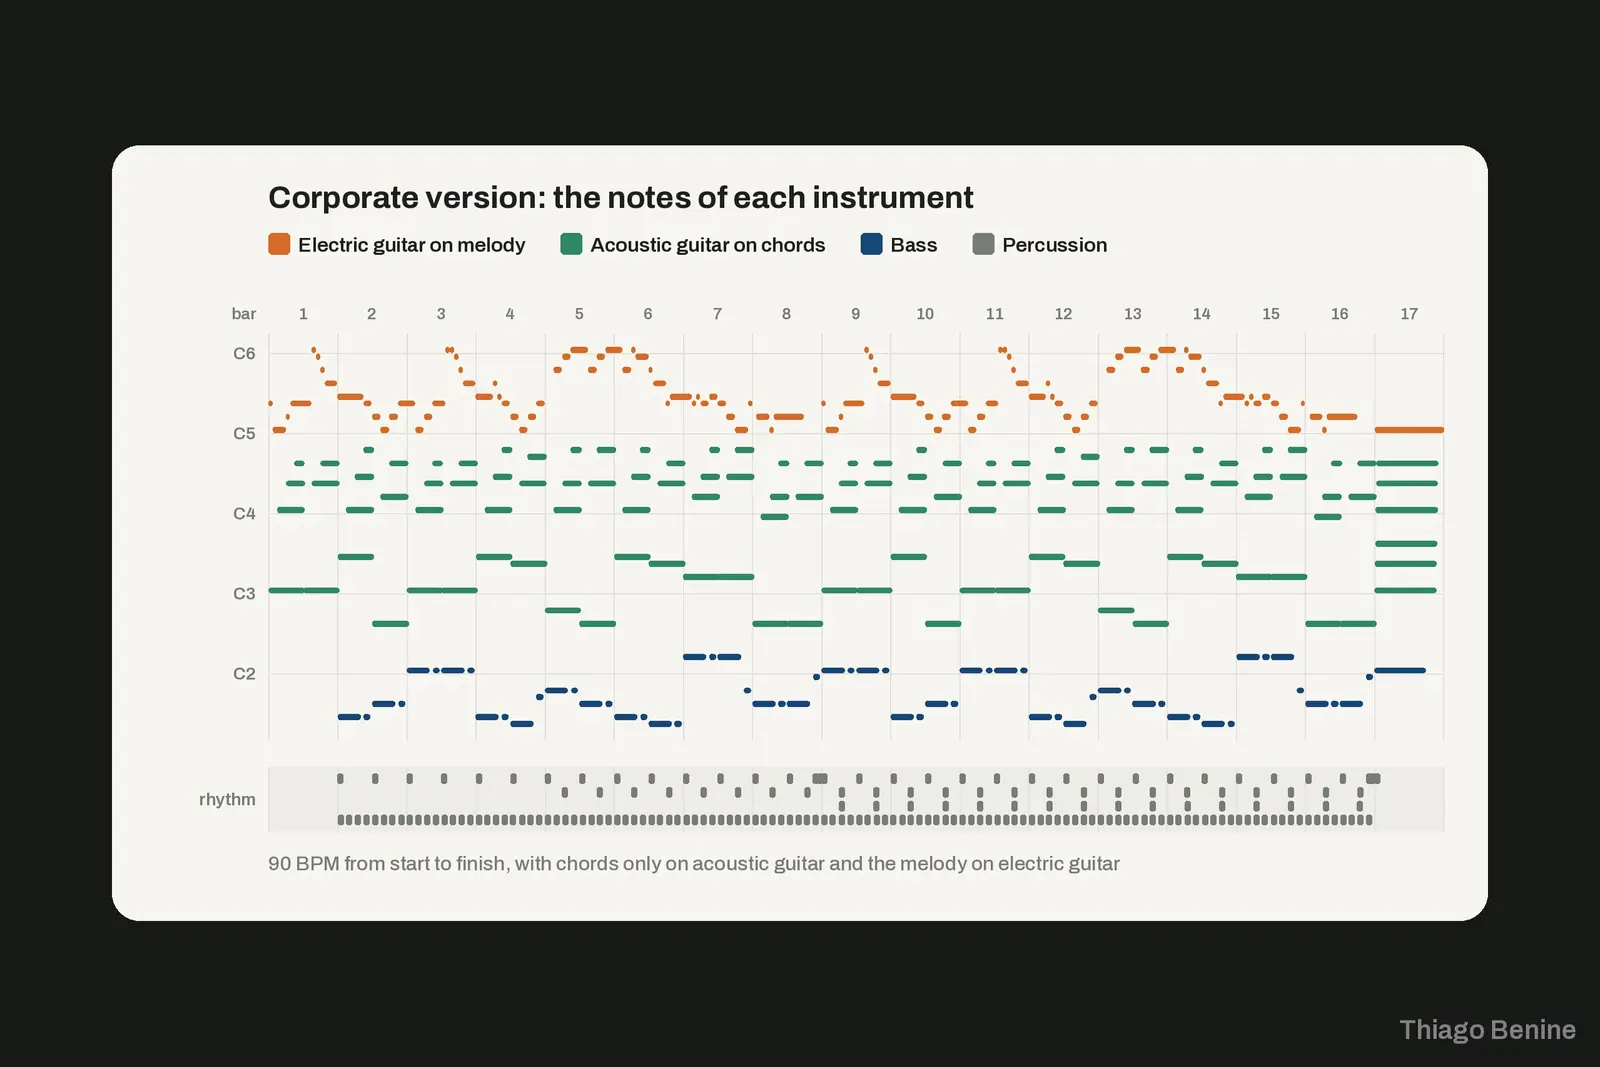 Corporate version: the notes of each instrument
Electric guitar on melody Acoustic guitar on chords Bass Percussion
bar 1 2 3 4 5 6 7 8 9 10 11 12 13 14 15 16 17
C6
C5
C4
C3
C2
rhythm
90 BPM from start to finish, with chords only on acoustic guitar and the melody on electric guitar
Thiago Benine